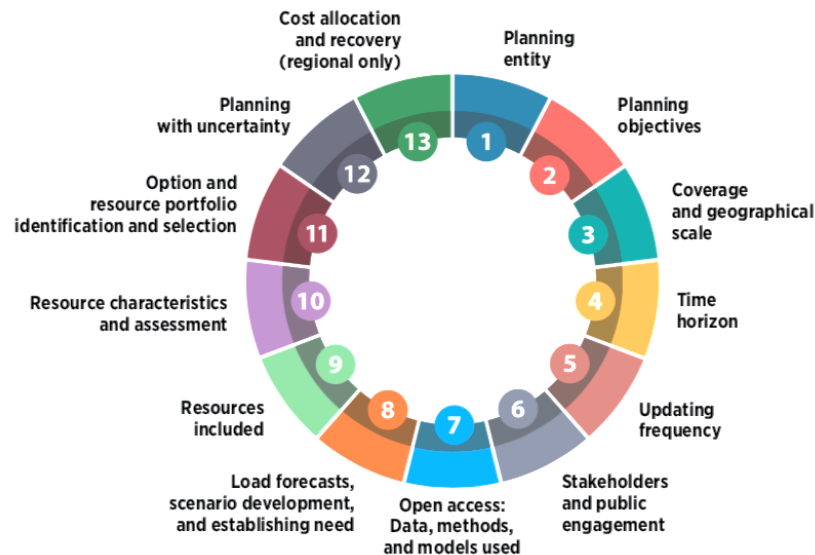 Cost allocation
and recovery
(regional only)
Planning
entity
Planning
objectives
Coverage
and geographical
scale
Time
horizon
Updating
frequency
Stakeholders
and public
engagement
Open access:
Data, methods,
and models used
Load forecasts,
scenario development,
and establishing need
Resources
included
Resource characteristics
and assessment
Option and
resource portfolio
identification and selection
Planning
with uncertainty
1
2
3
4
5
6
7
8
9
10
11
12
13